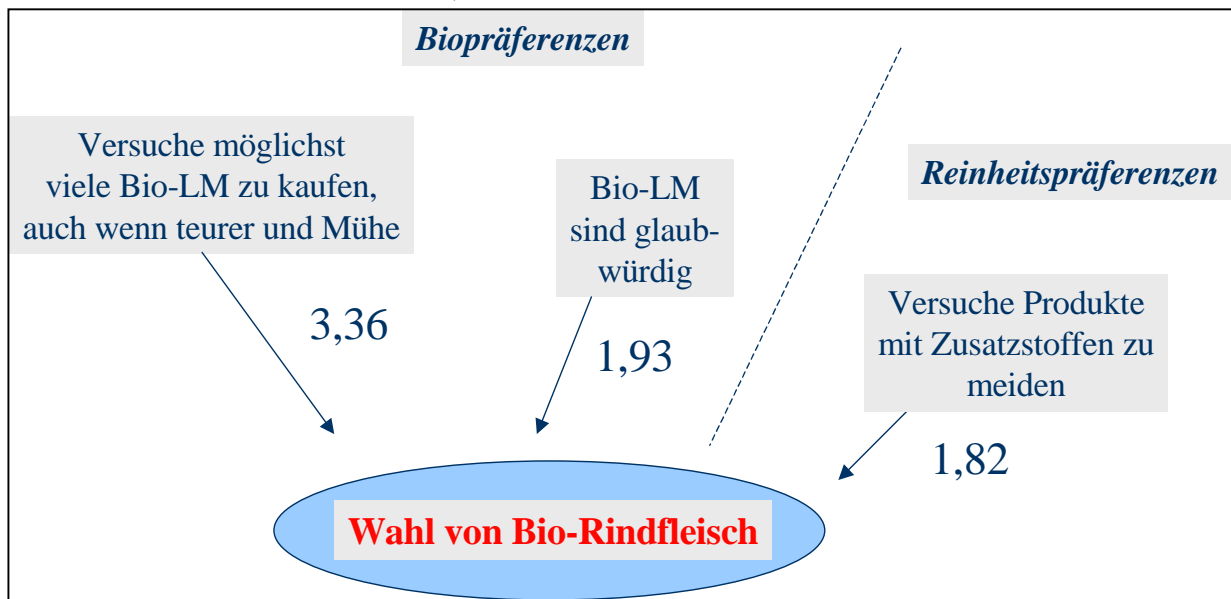 Biopräferenzen
Versuche möglichst
viele Bio-LM zu kaufen,
auch wenn teurer und Mühe
Bio-LM
sind glaub-
würdig
Reinheitspräferenzen
Versuche Produkte
mit Zusatzstoffen zu
meiden
3,36
1,93
1,82
Wahl von Bio-Rindfleisch